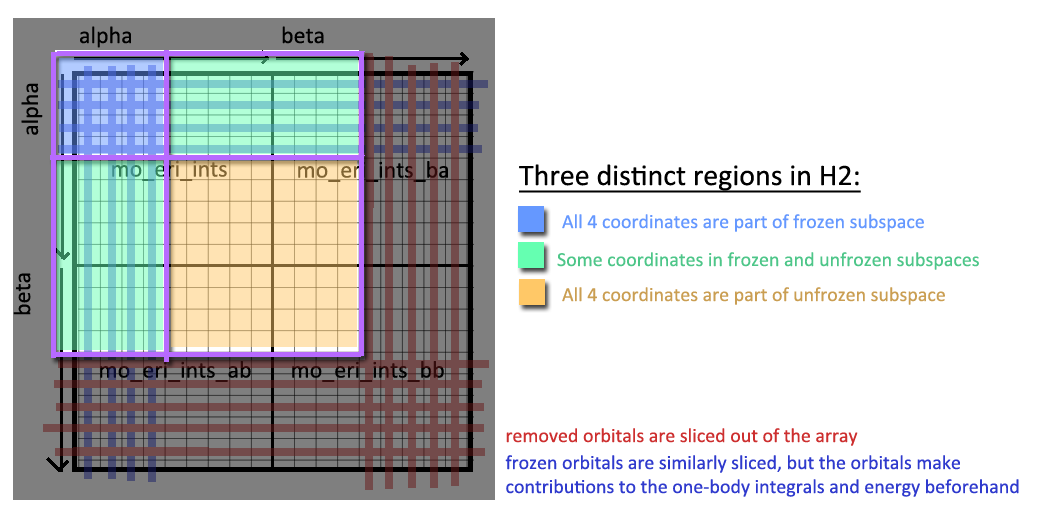 alpha
beta
alpha
mo_eri_ints
mo_eri_ints_ba
beta
mo_eri_ints_ab
mo_eri_ints_bb
Three distinct regions in H2:
All 4 coordinates are part of frozen subspace
Some coordinates in frozen and unfrozen subspaces
All 4 coordinates are part of unfrozen subspace
removed orbitals are sliced out of the array
frozen orbitals are similarly sliced, but the orbitals make
contributions to the one-body integrals and energy beforehand